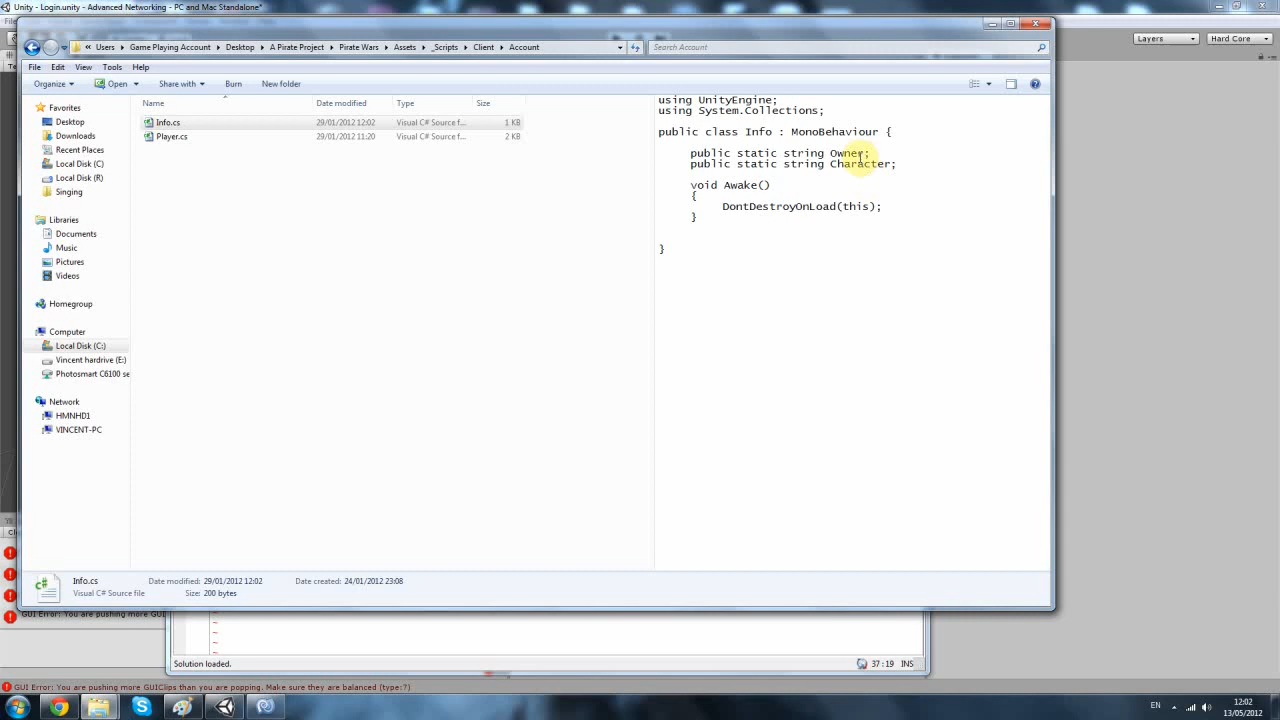 Unity - Login.unity - Advanced Networking - PC and Mac Standalone*
Layers
Hard Core
« Users Game Playing Account Desktop A Pirate Project Pirate Wars Assets _Scripts Client Account
Search Account
File Edit View Tools Help
Organize Open Share with Burn New folder
Name Date modified Type Size
Info.cs 29/01/2012 12:02 Visual C# Source f... 1 KB
Player.cs 29/01/2012 11:20 Visual C# Source f... 2 KB
Favorites
Desktop
Downloads
Recent Places
Local Disk (C:)
Local Disk (R)
Singing
Libraries
Documents
Music
Pictures
Videos
Homegroup
Computer
Local Disk (C:)
Vincent hardrive (E:)
Photosmart C6100 se
Network
HMNHD1
VINCENT-PC
using UnityEngine;
using System.Collections;
public class Info : MonoBehaviour {
public static string Owner;
public static string Character;
void Awake()
{
DontDestroyOnLoad(this);
}
}
Info.cs Date modified: 29/01/2012 12:02 Date created: 24/01/2012 23:08
Visual C# Source file Size: 200 bytes
GUI Error: You are pushing more GUI
Solution loaded. 37 : 19 INS
GUI Error: You are pushing more GUIClips than you are popping. Make sure they are balanced (type:7)
EN
12:02
13/05/2012